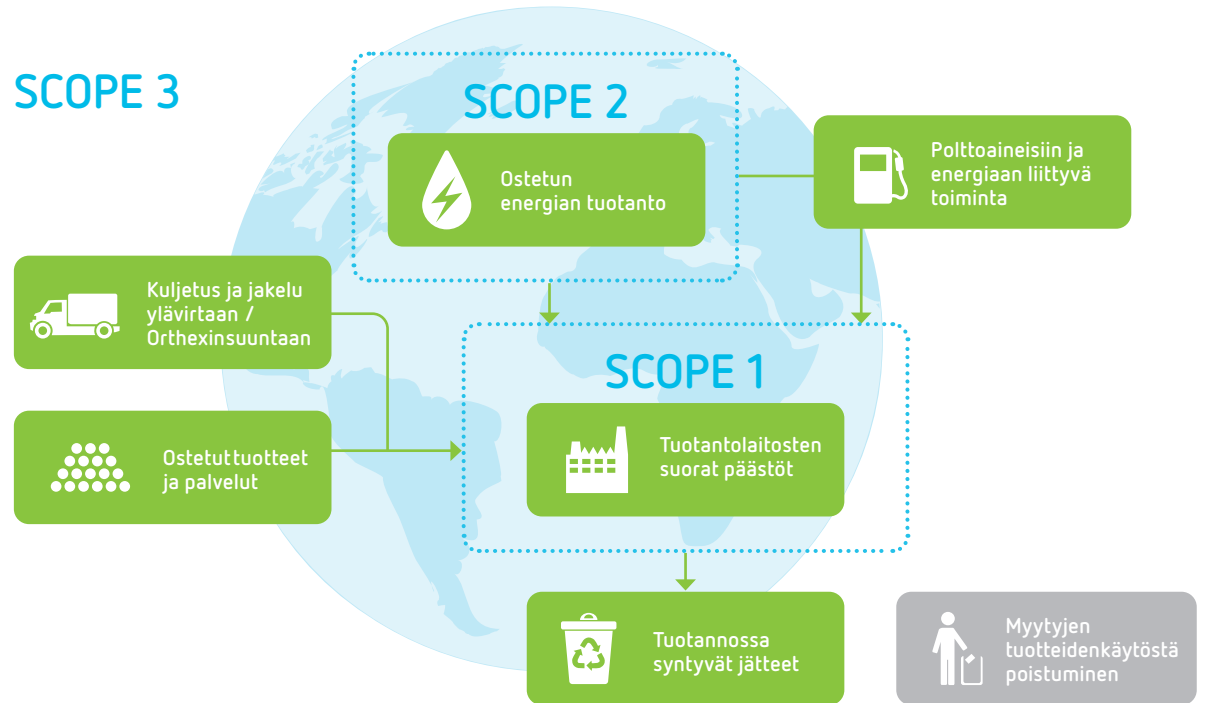 SCOPE 3
SCOPE 2
Ostetun
energian tuotanto
Polttoaineisiin ja
energiaan liittyvä
toiminta
Kuljetus ja jakelu
ylävirtaan /
Orthexinsuuntaan
SCOPE 1
Ostetuttuotteet
ja palvelut
Tuotantolaitosten
suorat päästöt
Tuotannossa
syntyvät jätteet
Myytyjen
tuotteidenkäytöstä
poistuminen